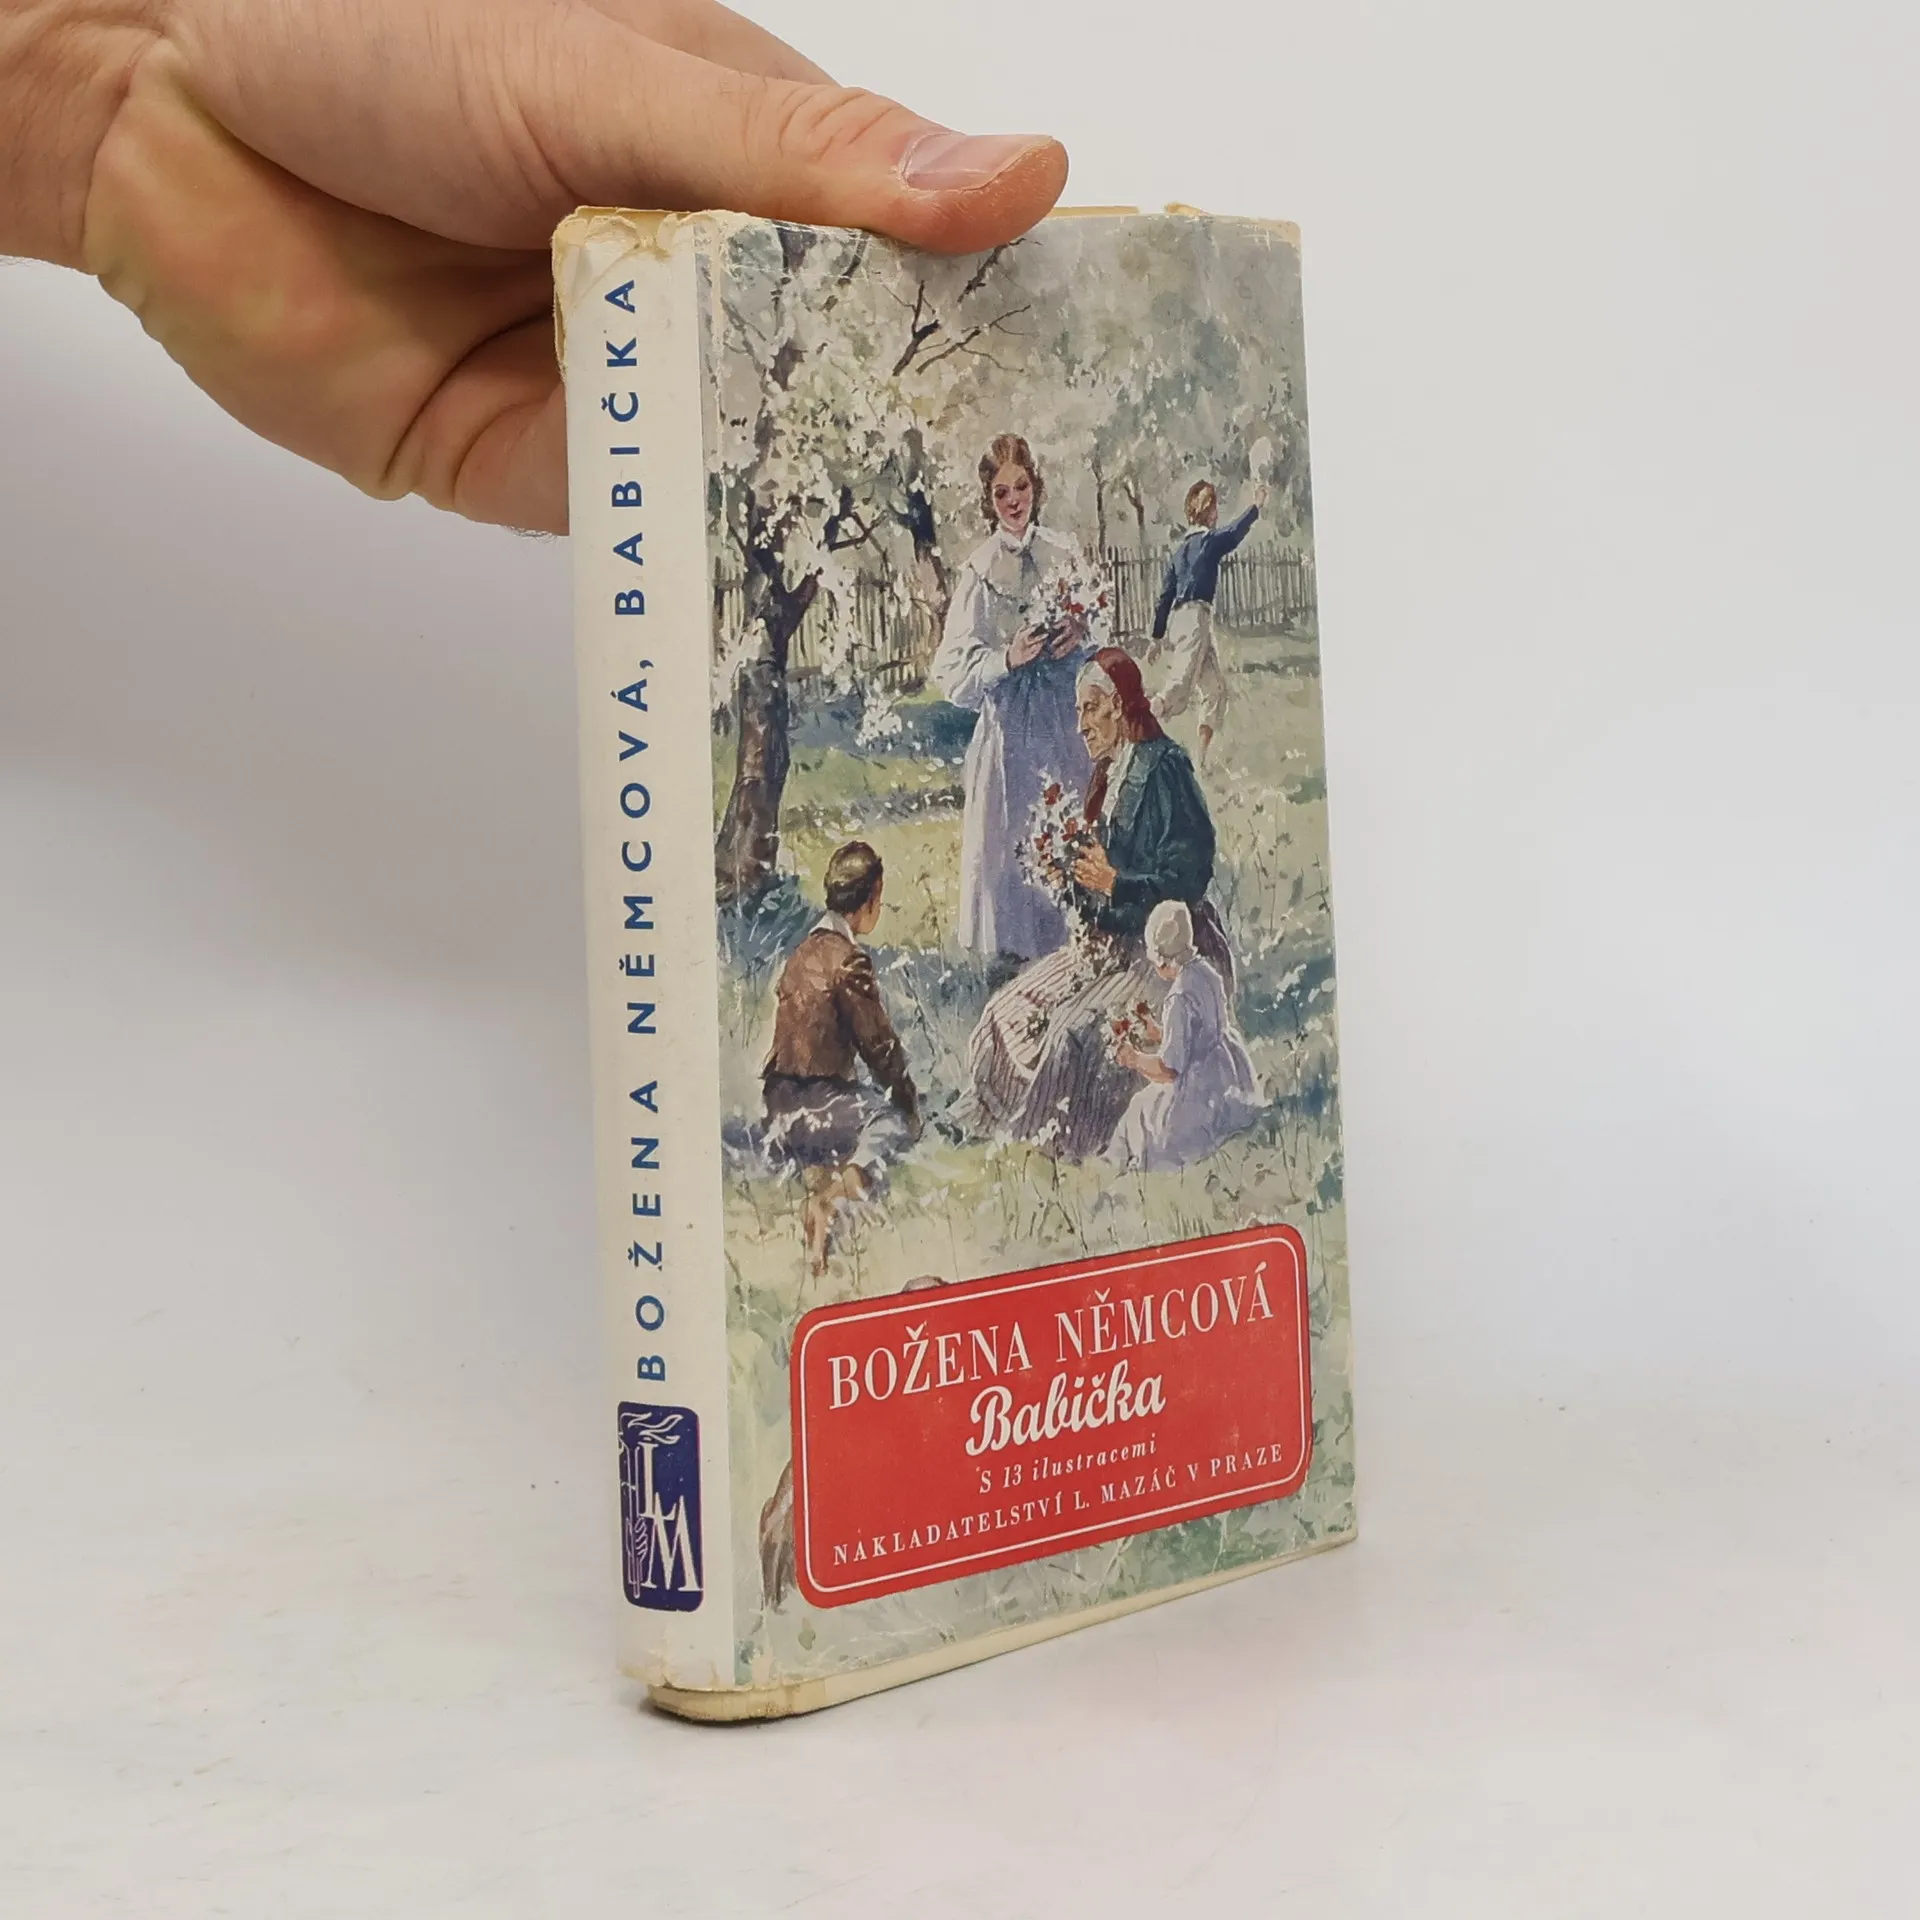 BOŽENA NĚMCOVÁ, BABIČKA
LM
BOŽENA NĚMCOVÁ
Babička
S 13 ilustracemi
NAKLADATELSTVÍ L. MAZÁČ V PRAZE